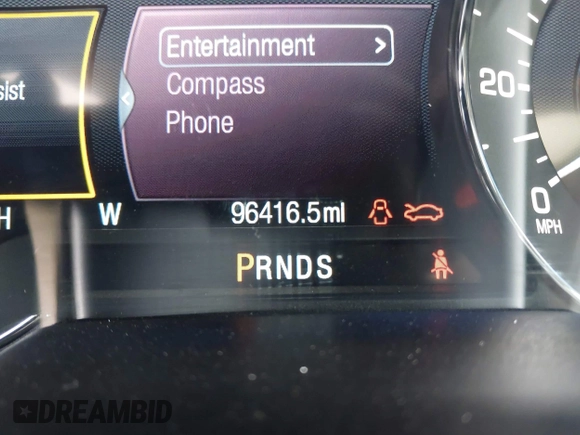 Entertainment >
Compass
Phone
sist
20
0
MPH
H
W
96416.5mi
PRNDS
DREAMBID